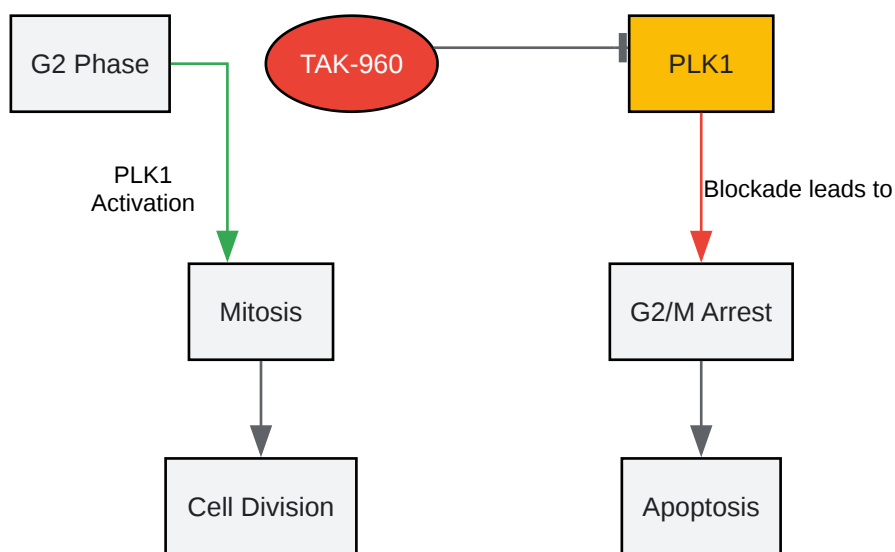 G2 Phase
TAK-960
PLK1
PLK1
Activation
Blockade leads to
Mitosis
G2/M Arrest
Cell Division
Apoptosis